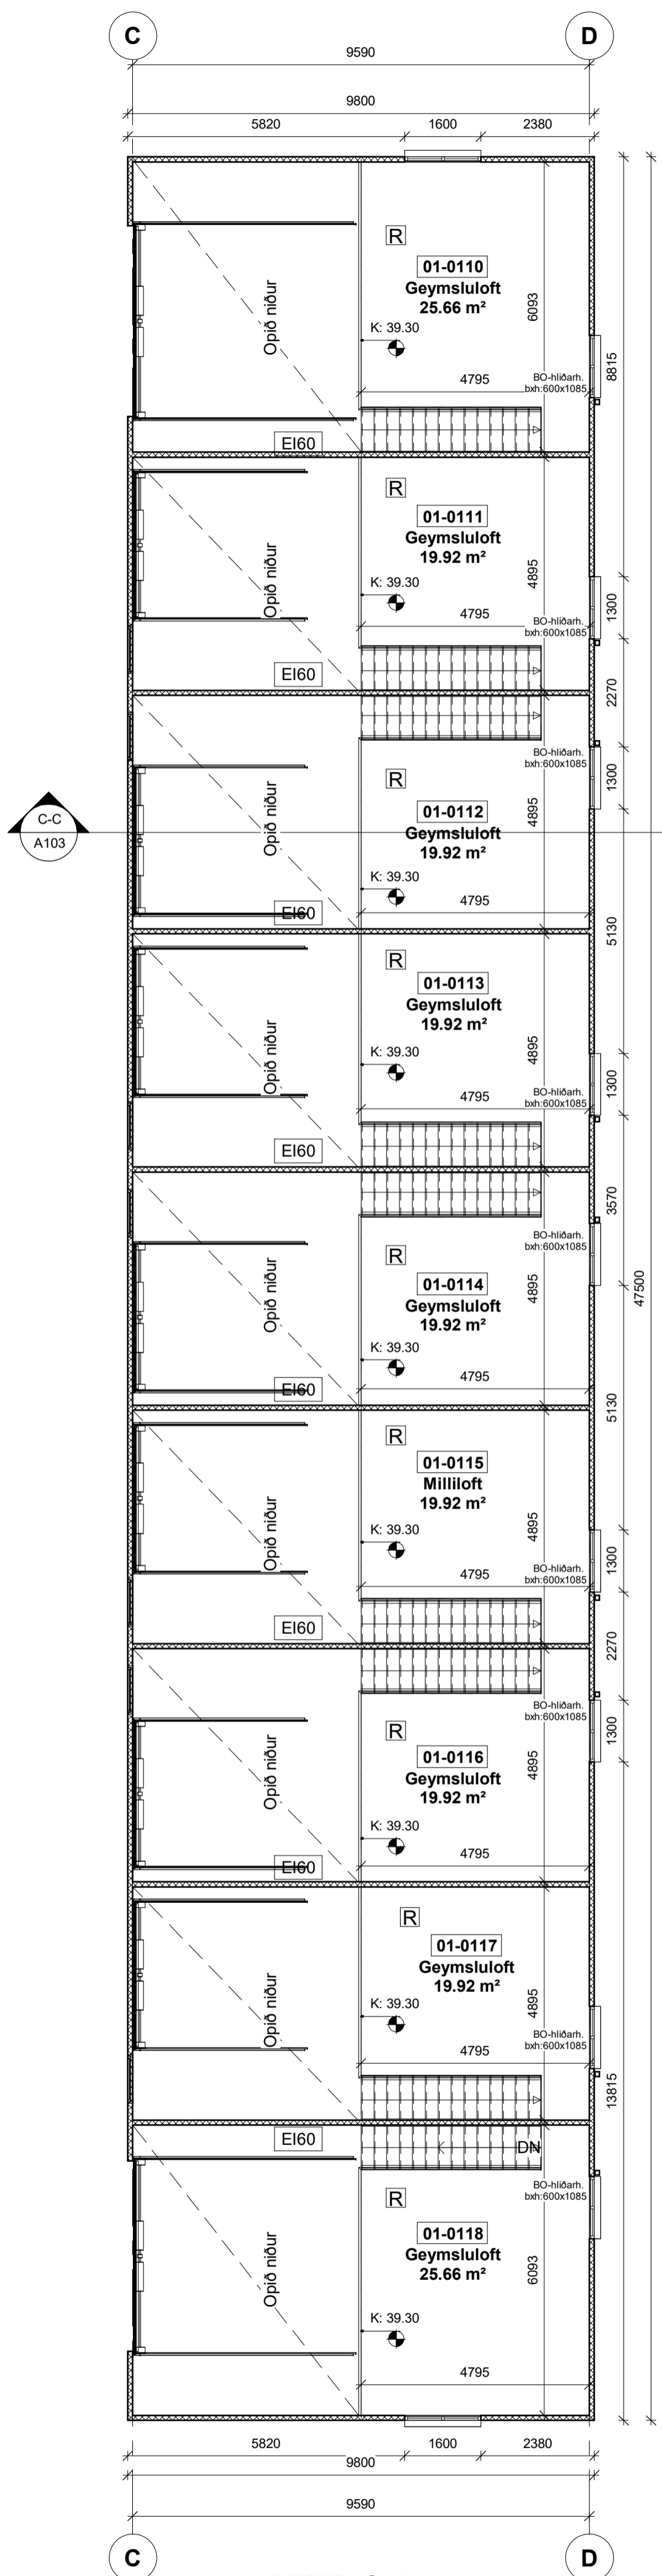 C
D
9590
9800
5820
1600
2380
R
01-0110
Geymsluloft
25.66 m²
Opið niður
6093
K: 39.30
8815
4795
BO-hliðarh.
bxh:600x1085
EI60
R
01-0111
Geymsluloft
19.92 m²
Opið niður
4895
K: 39.30
1300
4795
BO-hliðarh.
bxh:600x1085
EI60
2270
BO-hliðarh.
bxh:600x1085
1300
R
C-C
A103
01-0112
Geymsluloft
19.92 m²
Opið niður
4895
K: 39.30
4795
EI60
5130
R
01-0113
Geymsluloft
19.92 m²
Opið niður
4895
K: 39.30
1300
4795
BO-hliðarh.
bxh:600x1085
EI60
3570
BO-hliðarh.
bxh:600x1085
R
01-0114
Geymsluloft
19.92 m²
Opið niður
4895
47500
K: 39.30
4795
EI60
5130
R
01-0115
Milliloft
19.92 m²
Opið niður
4895
K: 39.30
1300
4795
BO-hliðarh.
bxh:600x1085
EI60
2270
BO-hliðarh.
bxh:600x1085
1300
R
01-0116
Geymsluloft
19.92 m²
Opið niður
4895
K: 39.30
4795
EI60
R
01-0117
Geymsluloft
19.92 m²
Opið niður
4895
K: 39.30
4795
BO-hliðarh.
bxh:600x1085
13815
EI60
DN
BO-hliðarh.
bxh:600x1085
R
01-0118
Geymsluloft
25.66 m²
Opið niður
6093
K: 39.30
4795
5820
1600
2380
9800
9590
C
D